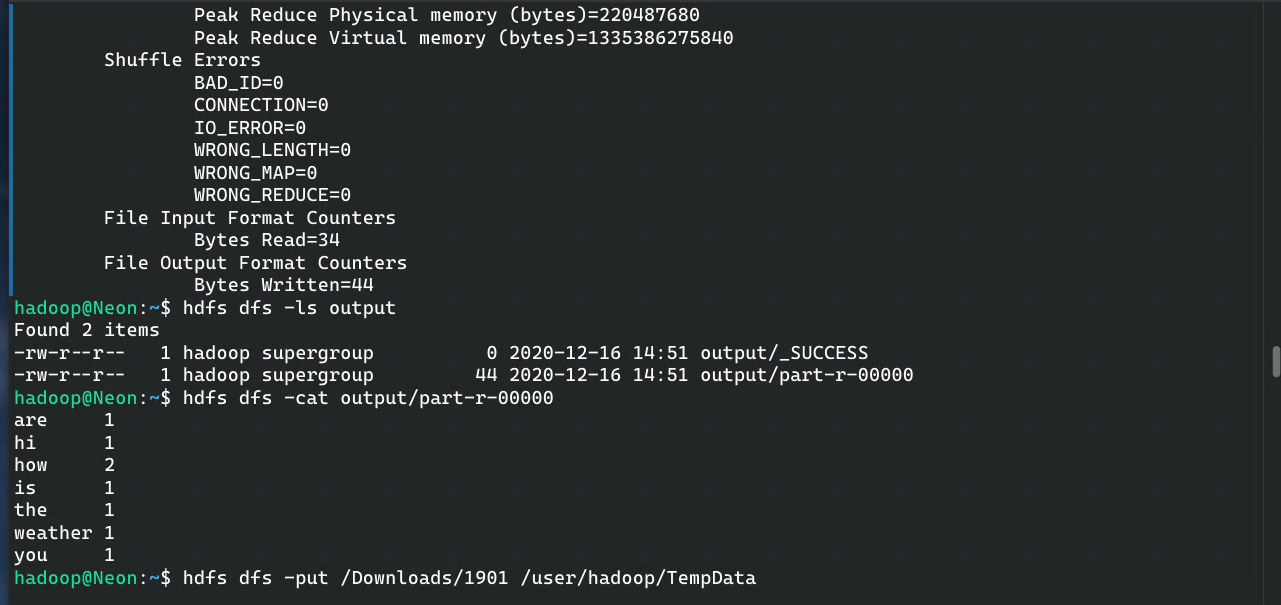 Peak Reduce Physical memory (bytes)=220487680
Peak Reduce Virtual memory (bytes)=1335386275840
Shuffle Errors
BAD_ID=0
CONNECTION=0
IO_ERROR=0
WRONG_LENGTH=0
WRONG_MAP=0
WRONG_REDUCE=0
File Input Format Counters
Bytes Read=34
File Output Format Counters
Bytes Written=44
hadoop@Neon:~$ hdfs dfs -ls output
Found 2 items
-rw-r--r--   1 hadoop supergroup          0 2020-12-16 14:51 output/_SUCCESS
-rw-r--r--   1 hadoop supergroup         44 2020-12-16 14:51 output/part-r-00000
hadoop@Neon:~$ hdfs dfs -cat output/part-r-00000
are     1
hi      1
how     2
is      1
the     1
weather 1
you     1
hadoop@Neon:~$ hdfs dfs -put /Downloads/1901 /user/hadoop/TempData